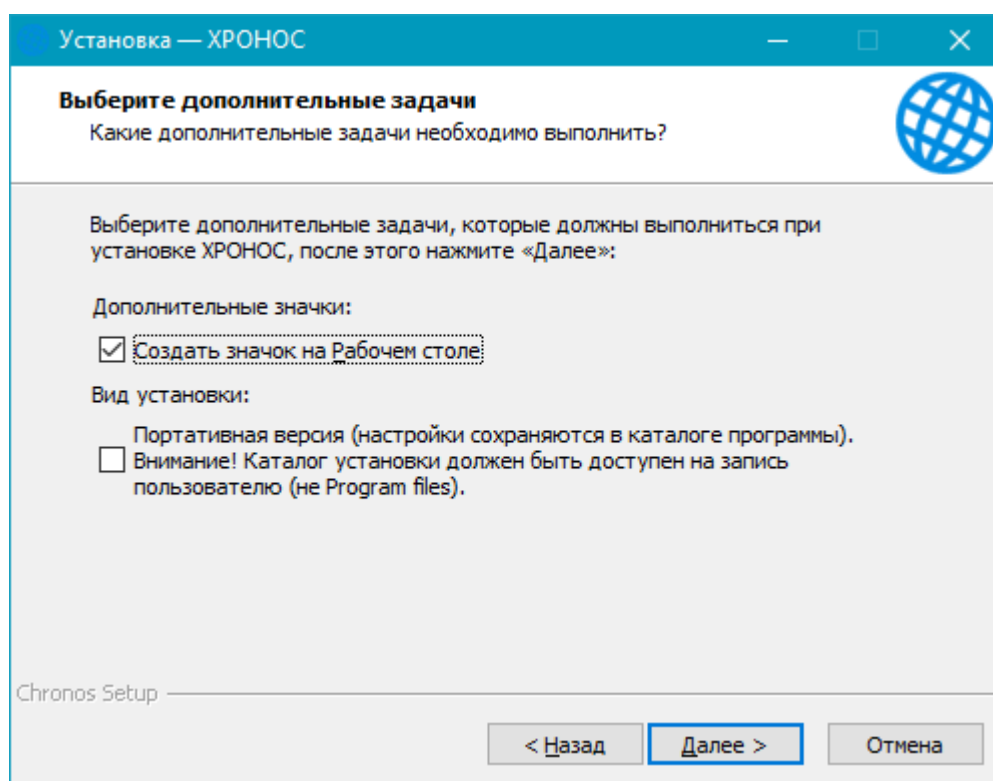 Установка — ХРОНОС
Выберите дополнительные задачи
Какие дополнительные задачи необходимо выполнить?
Выберите дополнительные задачи, которые должны выполниться при
установке ХРОНОС, после этого нажмите «Далее»:
Дополнительные значки:
Создать значок на Рабочем столе
Вид установки:
Портативная версия (настройки сохраняются в каталоге программы).
Внимание! Каталог установки должен быть доступен на запись
пользователю (не Program files).
Chronos Setup
< Назад
Далее >
Отмена